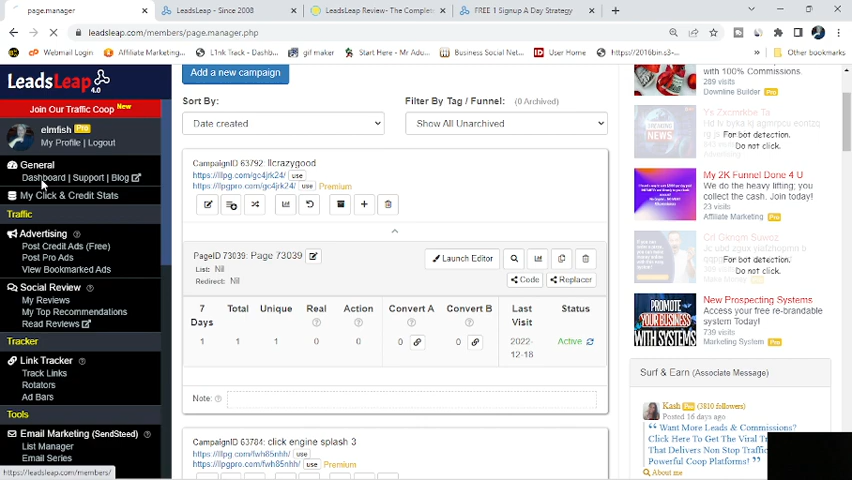 page.manager
LeadsLeap - Since 2008
LeadsLeap Review- The Complet
FREE 1 Signup A Day Strategy
leadsleap.com/members/page.manager.php
Webmail Login
Affiliate Marketing...
L1nk Track - Dashb...
gif maker
Start Here - Mr Adu...
Business Social Net...
User Home
https://2016bin.s3-...
Other bookmarks
LeadsLeap 4.0
Join Our Traffic Coop New
elmfish Pro
My Profile | Logout
General
Dashboard | Support | Blog
My Click & Credit Stats
Traffic
Advertising
Post Credit Ads (Free)
Post Pro Ads
View Bookmarked Ads
Social Review
My Reviews
My Top Recommendations
Read Reviews
Tracker
Link Tracker
Track Links
Rotators
Ad Bars
Tools
Email Marketing (SendSteed)
List Manager
Email Series
https://leadsleap.com/members/
Add a new campaign
Sort By:
Filter By Tag / Funnel: (0 Archived)
Date created
Show All Unarchived
CampaignID 63792: llcrazygood
https://llpg.com/gc4jrk24/ use
https://llpgpro.com/gc4jrk24/ use Premium
PageID 73039: Page 73039
List: Nil
Redirect: Nil
Launch Editor
Code
Replacer
7 Days Total Unique Real Action Convert A Convert B Last Visit Status
1 1 1 0 0 0 0 2022-12-18 Active
Note:
CampaignID 63784: click engine splash 3
https://llpg.com/fwh85nhh/ use
https://llpgpro.com/fwh85nhh/ use Premium
with 100% Commissions.
289 visits
Downline Builder Pro
For bot detection.
Do not click.
My 2K Funnel Done 4 U
We do the heavy lifting; you
collect the cash. Join today!
23 visits
Affiliate Marketing Pro
For bot detection.
Do not click.
PROMOTE
YOUR BUSINESS
WITH SYSTEMS
New Prospecting Systems
Access your free re-brandable
system Today!
739 visits
Marketing System Pro
Surf & Earn (Associate Message)
Kash Pro (3810 followers)
Posted 16 days ago
Want More Leads & Commissions?
Click Here To Get The Viral Tr
That Delivers Non Stop Traffic
Powerful Coop Platforms!
About me